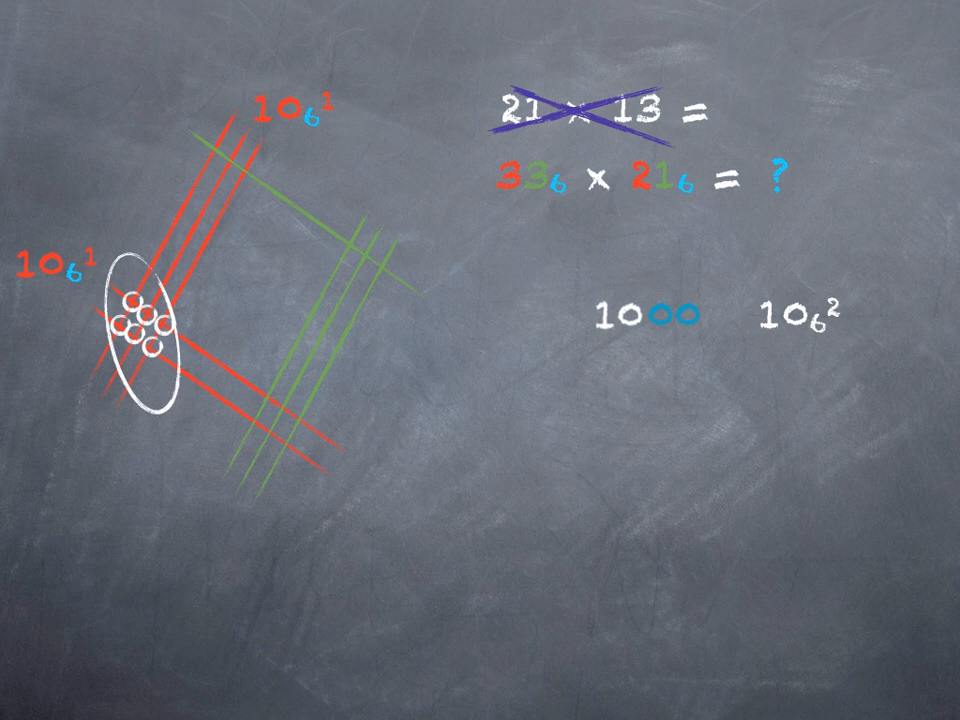 10₆¹
21 x 13 =
33₆ x 21₆ = ?
10₆¹
1000 10₆²